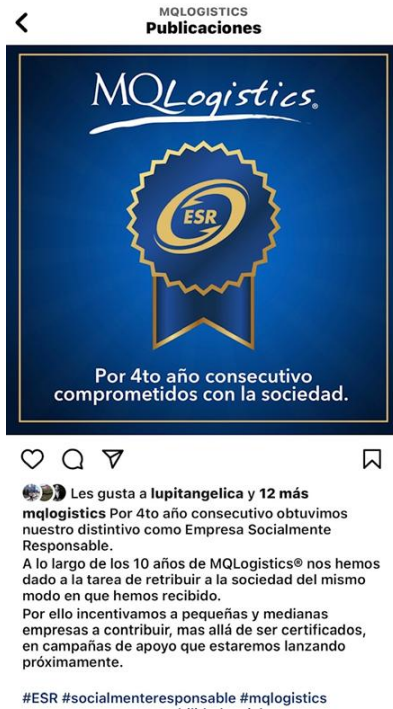 MQLOGISTICS
Publicaciones
MQLogistics®
ESR
Por 4to año consecutivo
comprometidos con la sociedad.
Les gusta a lupitangelica y 12 más
mqlogistics Por 4to año consecutivo obtuvimos
nuestro distintivo como Empresa Socialmente
Responsable.
A lo largo de los 10 años de MQLogistics® nos hemos
dado a la tarea de retribuir a la sociedad del mismo
modo en que hemos recibido.
Por ello incentivamos a pequeñas y medianas
empresas a contribuir, mas allá de ser certificados,
en campañas de apoyo que estaremos lanzando
próximamente.
#ESR #socialmenteresponsable #mqlogistics